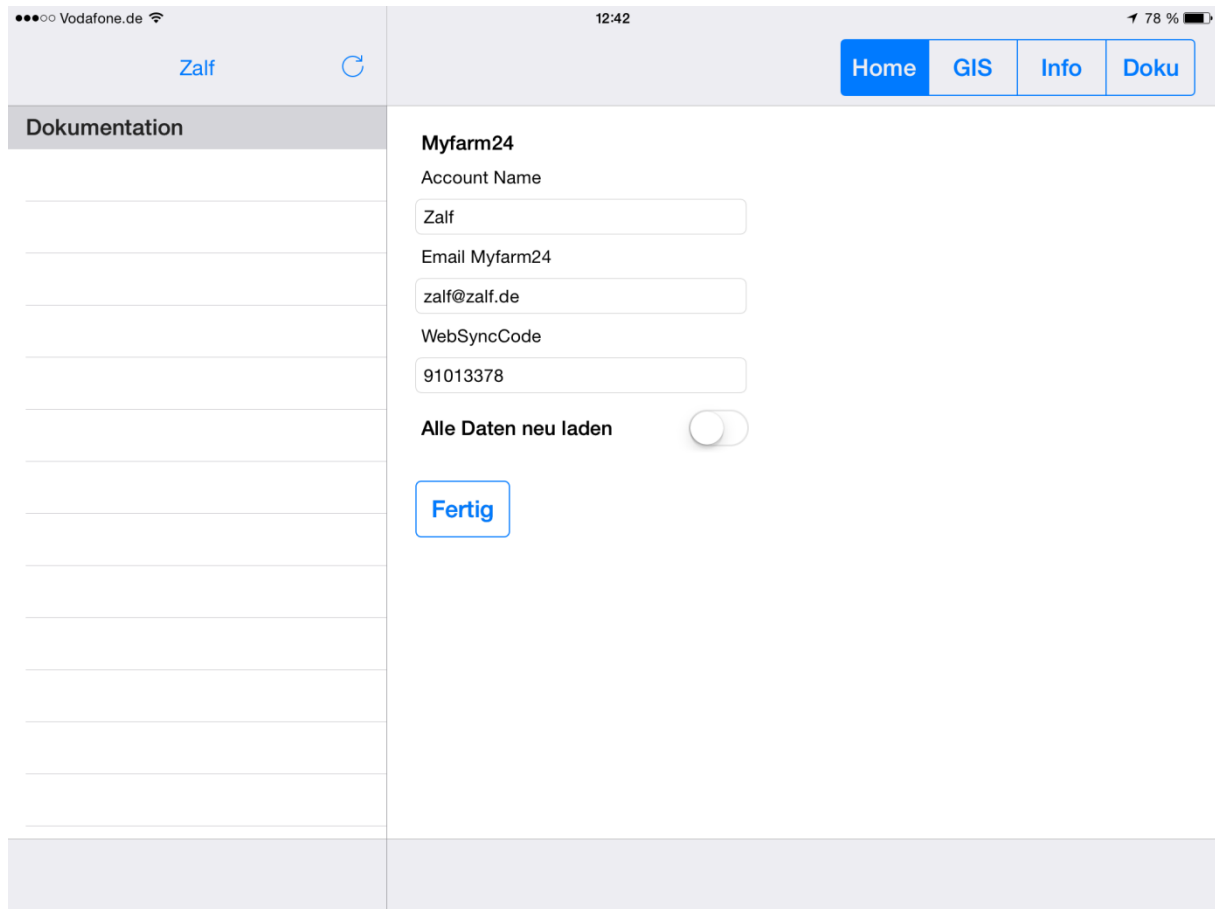 Vodafone.de
12:42
78 %
Zalf
Home GIS Info Doku
Dokumentation
Myfarm24
Account Name
Zalf
Email Myfarm24
zalf@zalf.de
WebSyncCode
91013378
Alle Daten neu laden
Fertig